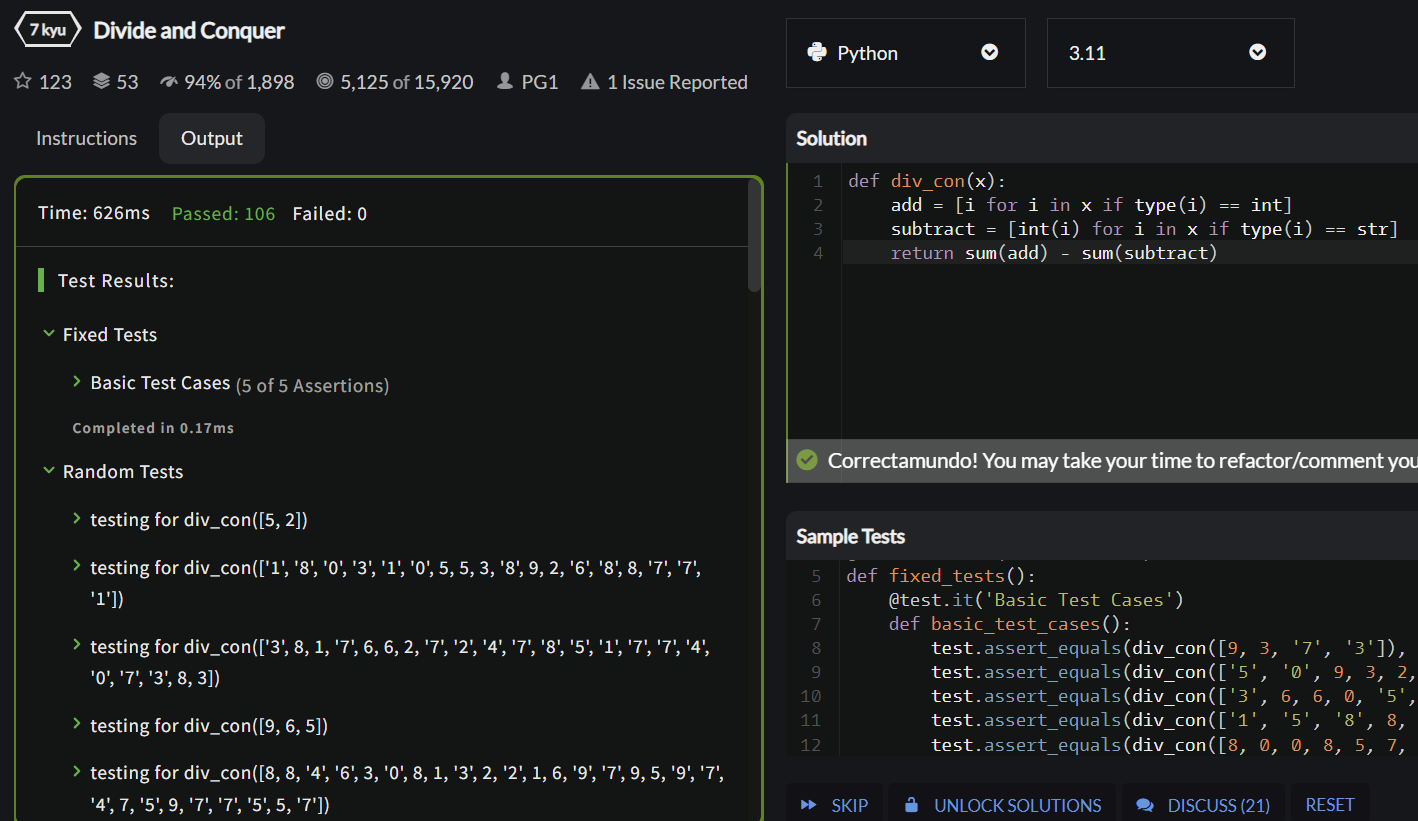 7 kyu Divide and Conquer
123 53 94% of 1,898 5,125 of 15,920 PG1 1 Issue Reported
Instructions Output
Time: 626ms Passed: 106 Failed: 0
Test Results:
Fixed Tests
Basic Test Cases (5 of 5 Assertions)
Completed in 0.17ms
Random Tests
testing for div_con([5, 2])
testing for div_con(['1', '8', '0', '3', '1', '0', 5, 5, 3, '8', 9, 2, '6', '8', 8, '7', '7',
'1'])
testing for div_con(['3', 8, 1, '7', 6, 6, 2, '7', '2', '4', '7', '8', '5', '1', '7', '7', '4',
'0', '7', '3', 8, 3])
testing for div_con([9, 6, 5])
testing for div_con([8, 8, '4', '6', 3, '0', 8, 1, '3', 2, '2', 1, 6, '9', '7', 9, 5, '9', '7',
'4', 7, '5', 9, '7', '7', '5', 5, '7'])
Python 3.11
Solution
1 def div_con(x):
2 add = [i for i in x if type(i) == int]
3 subtract = [int(i) for i in x if type(i) == str]
4 return sum(add) - sum(subtract)
Correctamundo! You may take your time to refactor/comment you
Sample Tests
5 def fixed_tests():
6 @test.it('Basic Test Cases')
7 def basic_test_cases():
8 test.assert_equals(div_con([9, 3, '7', '3']),
9 test.assert_equals(div_con(['5', '0', 9, 3, 2,
10 test.assert_equals(div_con(['3', 6, 6, 0, '5',
11 test.assert_equals(div_con(['1', '5', '8', 8,
12 test.assert_equals(div_con([8, 0, 0, 8, 5, 7,
SKIP UNLOCK SOLUTIONS DISCUSS (21) RESET